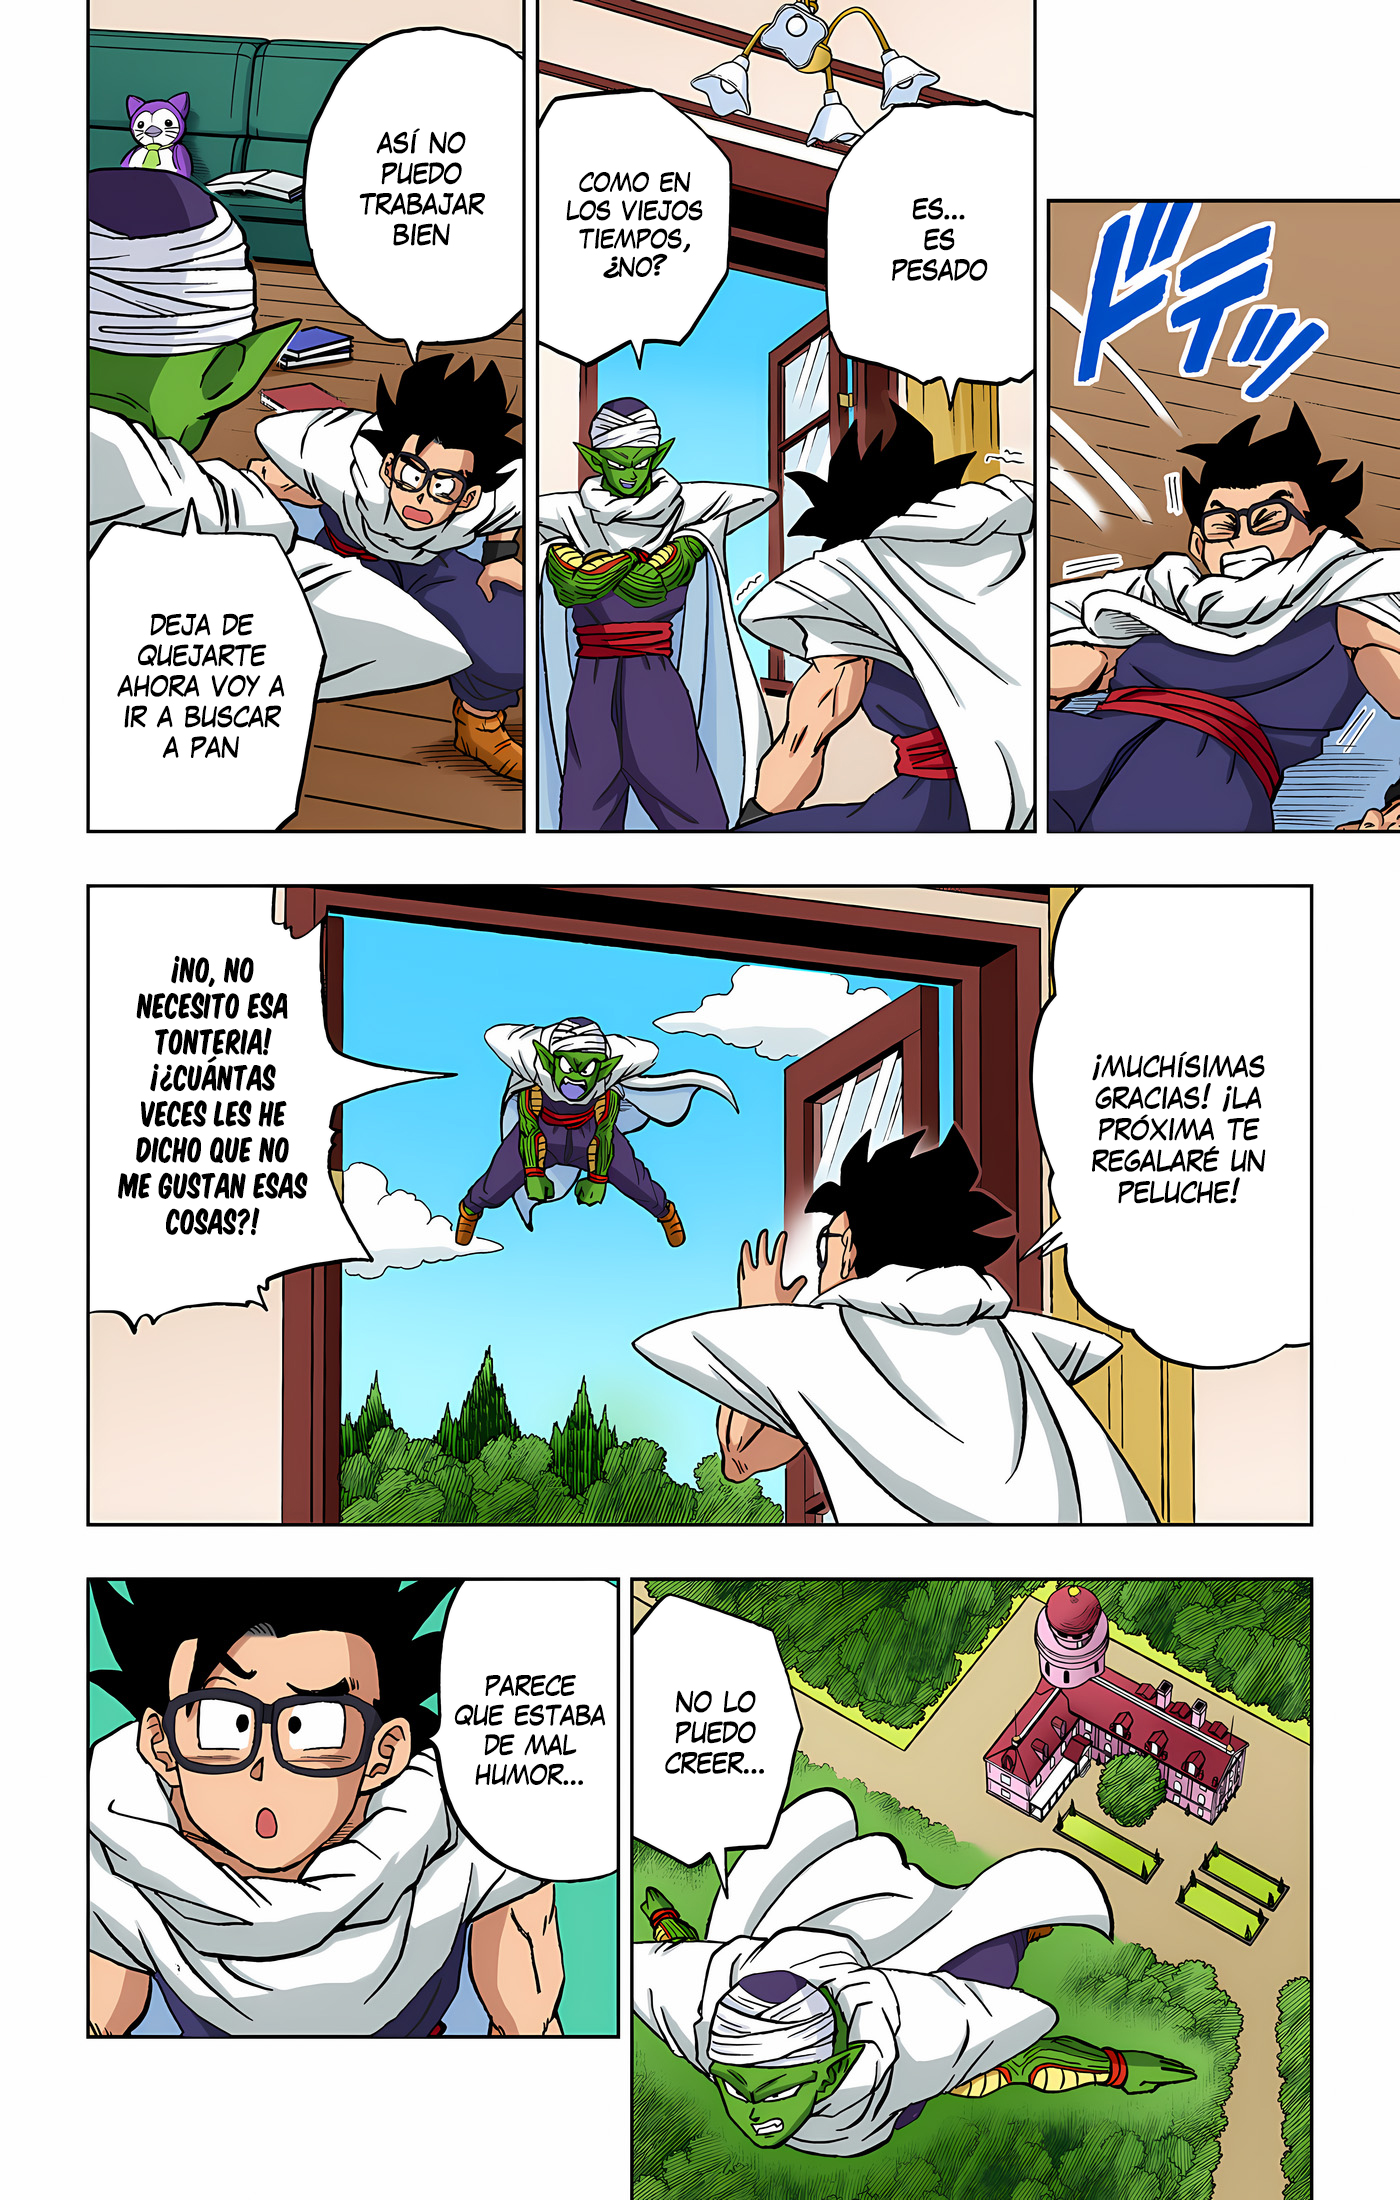 ドテッ
ES...
ES
PESADO
COMO EN
LOS VIEJOS
TIEMPOS,
¿NO?
ASÍ NO
PUEDO
TRABAJAR
BIEN
DEJA DE
QUEJARTE
AHORA VOY A
IR A BUSCAR
A PAN
¡MUCHÍSIMAS
GRACIAS! ¡LA
PRÓXIMA TE
REGALARÉ UN
PELUCHE!
¡NO, NO
NECESITO ESA
TONTERIA!
¡¿CUÁNTAS
VECES LES HE
DICHO QUE NO
ME GUSTAN ESAS
COSAS?!
NO LO
PUEDO
CREER...
PARECE
QUE ESTABA
DE MAL
HUMOR...